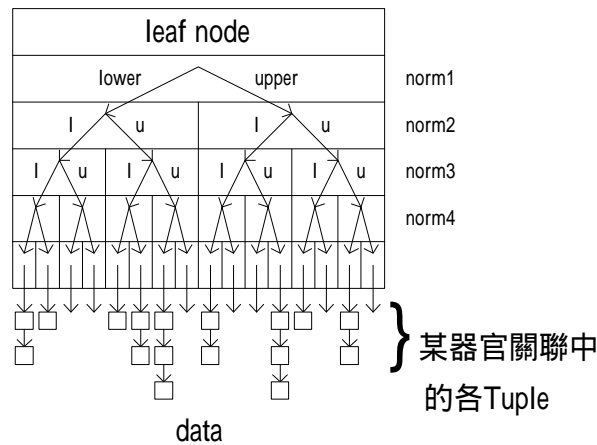 leaf node
lower upper norm1
l u l u norm2
l u l u l u l u norm3
norm4
} 某器官關聯中
的各Tuple
data